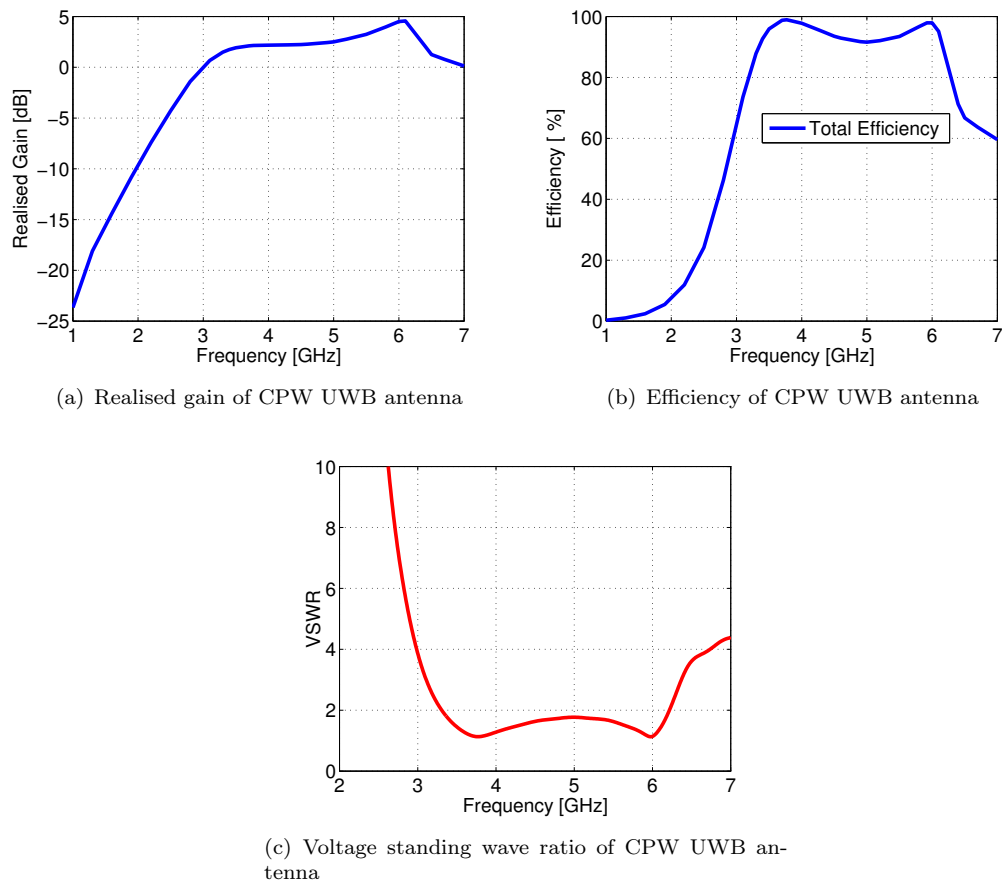 5
0
−5
−10
−15
−20
−25
1 2 3 4 5 6 7
Realised Gain [dB]
Frequency [GHz]
(a) Realised gain of CPW UWB antenna
100
80
60
40
20
0
1 2 3 4 5 6 7
Efficiency [ %]
Total Efficiency
Frequency [GHz]
(b) Efficiency of CPW UWB antenna
10
8
6
4
2
0
2 3 4 5 6 7
VSWR
Frequency [GHz]
(c) Voltage standing wave ratio of CPW UWB an-
tenna